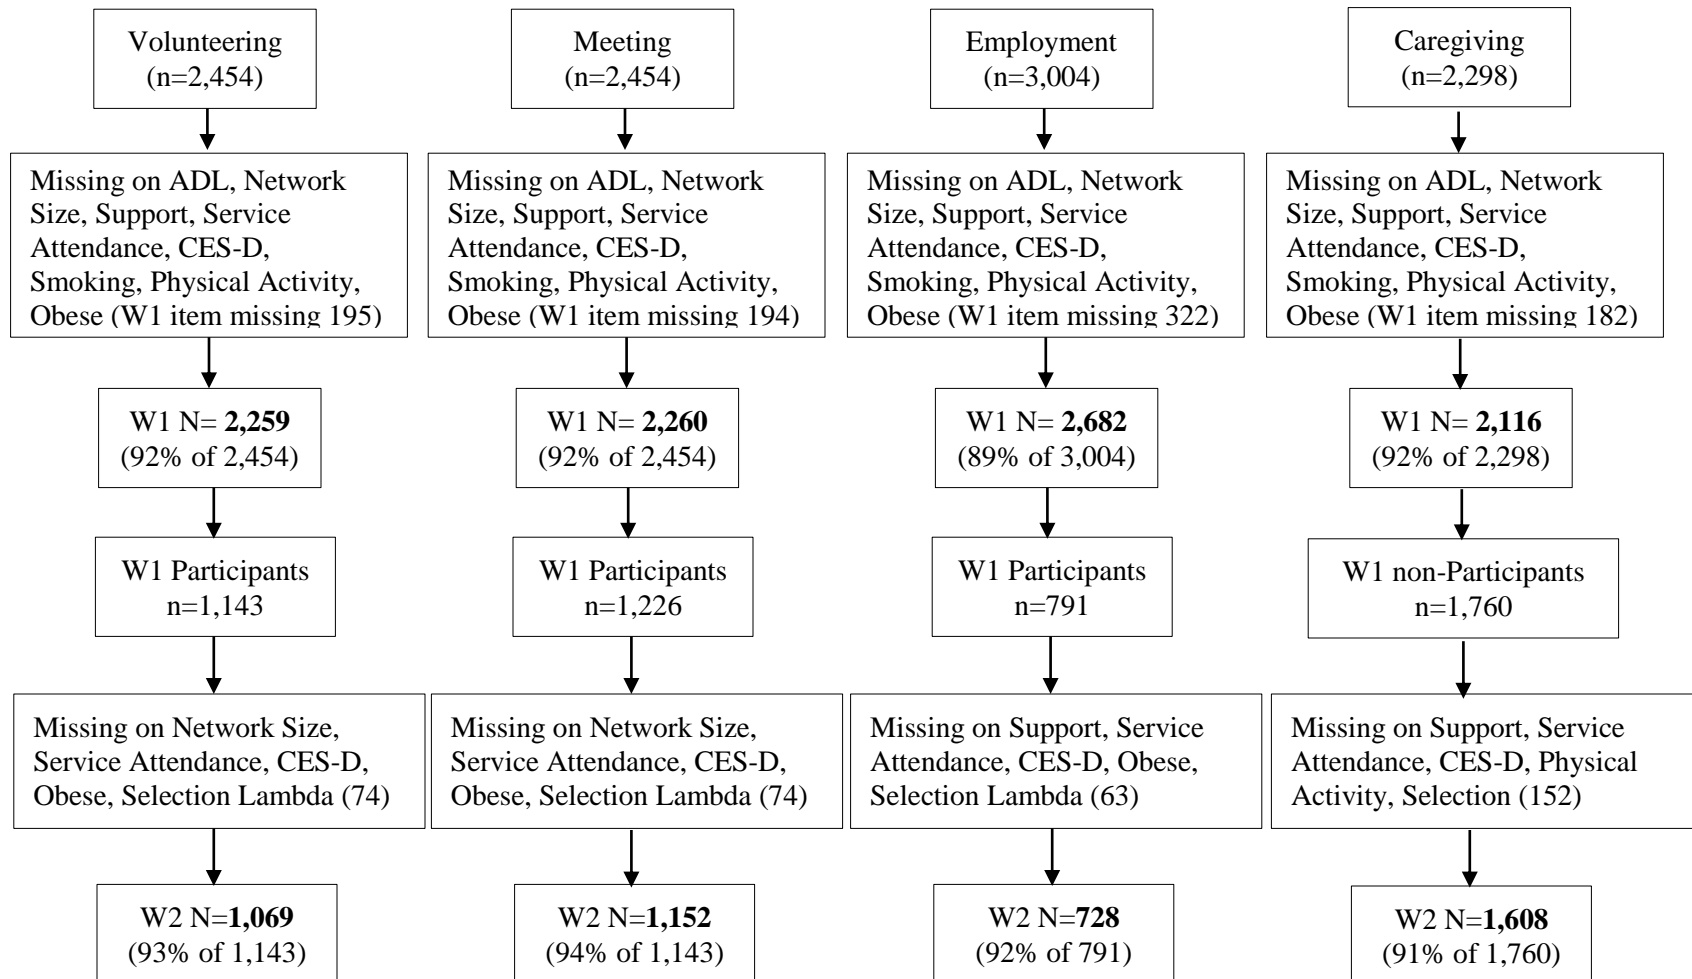 Volunteering
(n=2,454)
Meeting
(n=2,454)
Employment
(n=3,004)
Caregiving
(n=2,298)
Missing on ADL, Network
Size, Support, Service
Attendance, CES-D,
Smoking, Physical Activity,
Obese (W1 item missing 195)
Missing on ADL, Network
Size, Support, Service
Attendance, CES-D,
Smoking, Physical Activity,
Obese (W1 item missing 194)
Missing on ADL, Network
Size, Support, Service
Attendance, CES-D,
Smoking, Physical Activity,
Obese (W1 item missing 322)
Missing on ADL, Network
Size, Support, Service
Attendance, CES-D,
Smoking, Physical Activity,
Obese (W1 item missing 182)
W1 N= 2,259
(92% of 2,454)
W1 N= 2,260
(92% of 2,454)
W1 N= 2,682
(89% of 3,004)
W1 N= 2,116
(92% of 2,298)
W1 Participants
n=1,143
W1 Participants
n=1,226
W1 Participants
n=791
W1 non-Participants
n=1,760
Missing on Network Size,
Service Attendance, CES-D,
Obese, Selection Lambda (74)
Missing on Network Size,
Service Attendance, CES-D,
Obese, Selection Lambda (74)
Missing on Support, Service
Attendance, CES-D, Obese,
Selection Lambda (63)
Missing on Support, Service
Attendance, CES-D, Physical
Activity, Selection (152)
W2 N=1,069
(93% of 1,143)
W2 N=1,152
(94% of 1,143)
W2 N=728
(92% of 791)
W2 N=1,608
(91% of 1,760)